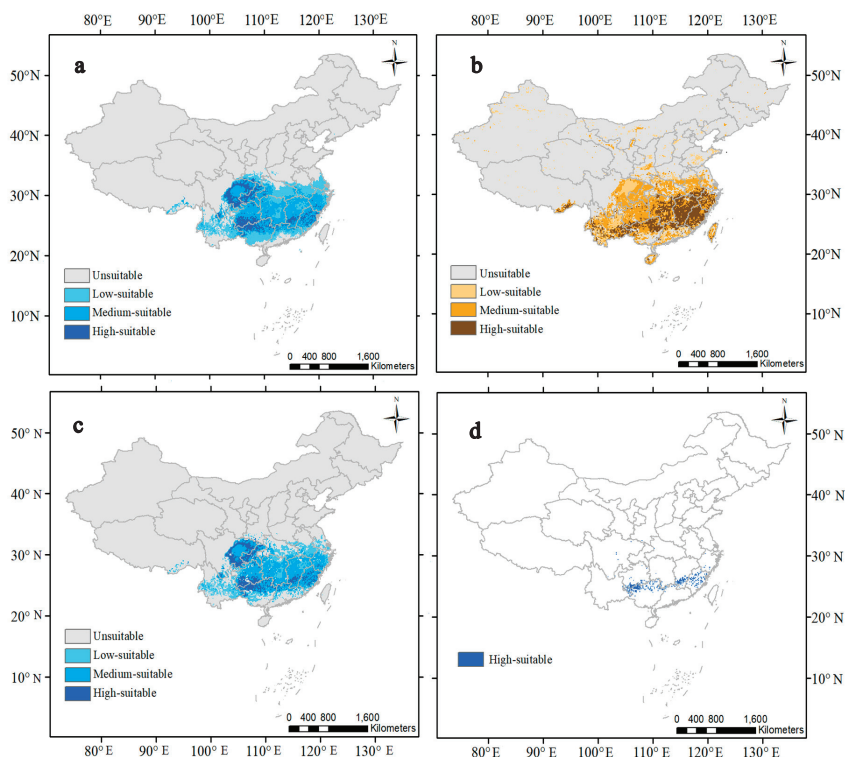 80°E 90°E 100°E 110°E 120°E 130°E 80°E 90°E 100°E 110°E 120°E 130°E
a
N
50°N
40°N
30°N
20°N
10°N
Unsuitable
Low-suitable
Medium-suitable
High-suitable
0 400 800 1,600
Kilometers
b
N
50°N
40°N
30°N
20°N
10°N
Unsuitable
Low-suitable
Medium-suitable
High-suitable
0 400 800 1,600
Kilometers
c
N
50° N
40° N
30° N
20° N
10° N
Unsuitable
Low-suitable
Medium-suitable
High-suitable
0 400 800 1,600
Kilometers
d
N
50° N
40° N
30° N
20° N
10° N
High-suitable
0 400 800 1,600
Kilometers
80° E 90° E 100° E 110° E 120° E 130° E 80° E 90° E 100° E 110° E 120° E 130° E